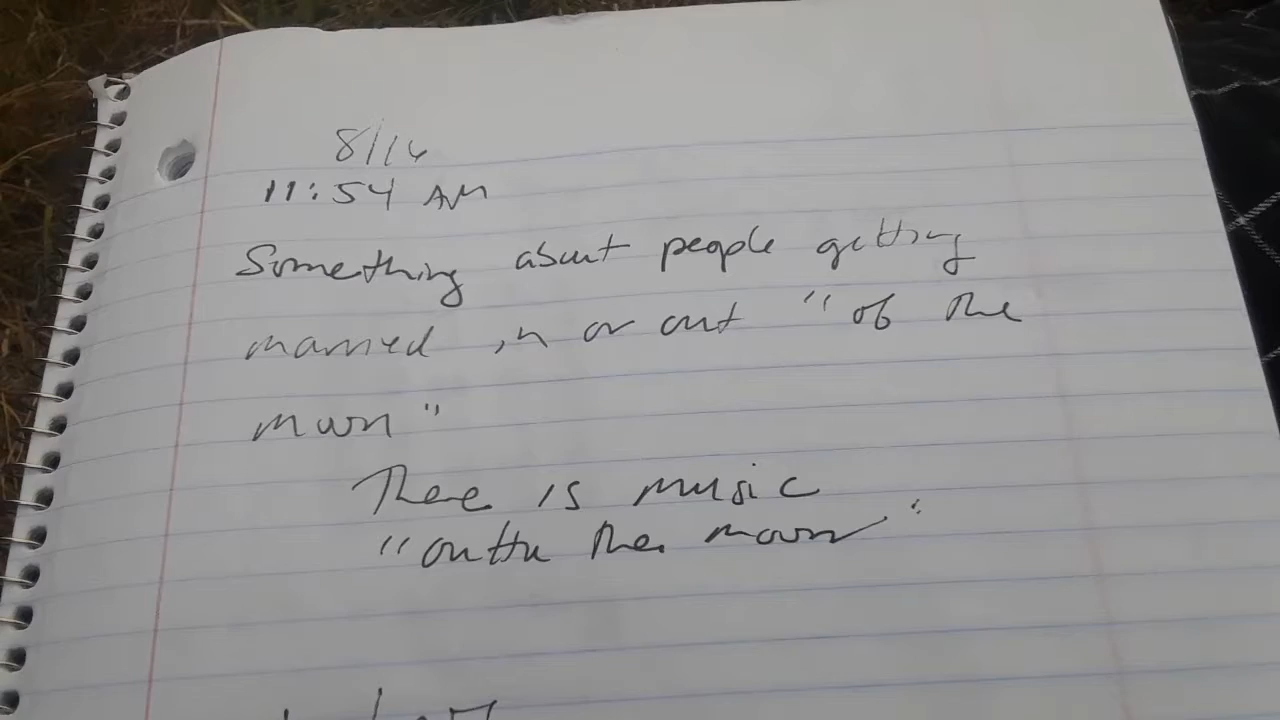 8/16
11:54 AM
Something about people getting
married in or out "of the
moon"
There is music
"on the moon"